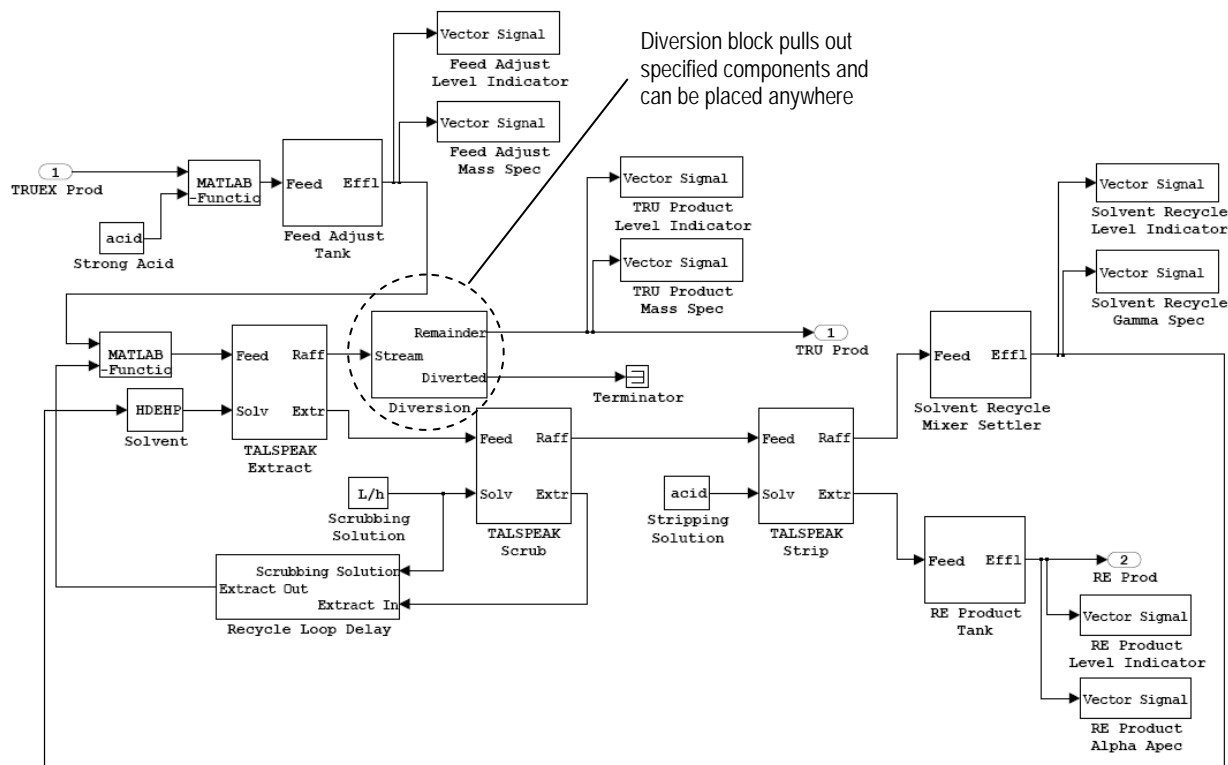 Vector Signal
Feed Adjust
Level Indicator
Vector Signal
Feed Adjust
Mass Spec
Diversion block pulls out
specified components and
can be placed anywhere
1
TRUEX Prod
MATLAB
-Functic
acid
Strong Acid
Feed Effl
Feed Adjust
Tank
Vector Signal
TRU Product
Level Indicator
Vector Signal
TRU Product
Mass Spec
Vector Signal
Solvent Recycle
Level Indicator
Vector Signal
Solvent Recycle
Gamma Spec
MATLAB
-Functic
HDEHP
Solvent
Feed Raff
Solv Extr
TALSPEAK
Extract
Remainder
Stream
Diverted
Diversion
1
TRU Prod
Terminator
Feed Effl
Solvent Recycle
Mixer Settler
L/h
Scrubbing
Solution
Feed Raff
Solv Extr
TALSPEAK
Scrub
acid
Stripping
Solution
Feed Raff
Solv Extr
TALSPEAK
Strip
Scrubbing Solution
Extract Out
Extract In
Recycle Loop Delay
Feed Effl
RE Product
Tank
2
RE Prod
Vector Signal
RE Product
Level Indicator
Vector Signal
RE Product
Alpha Apec